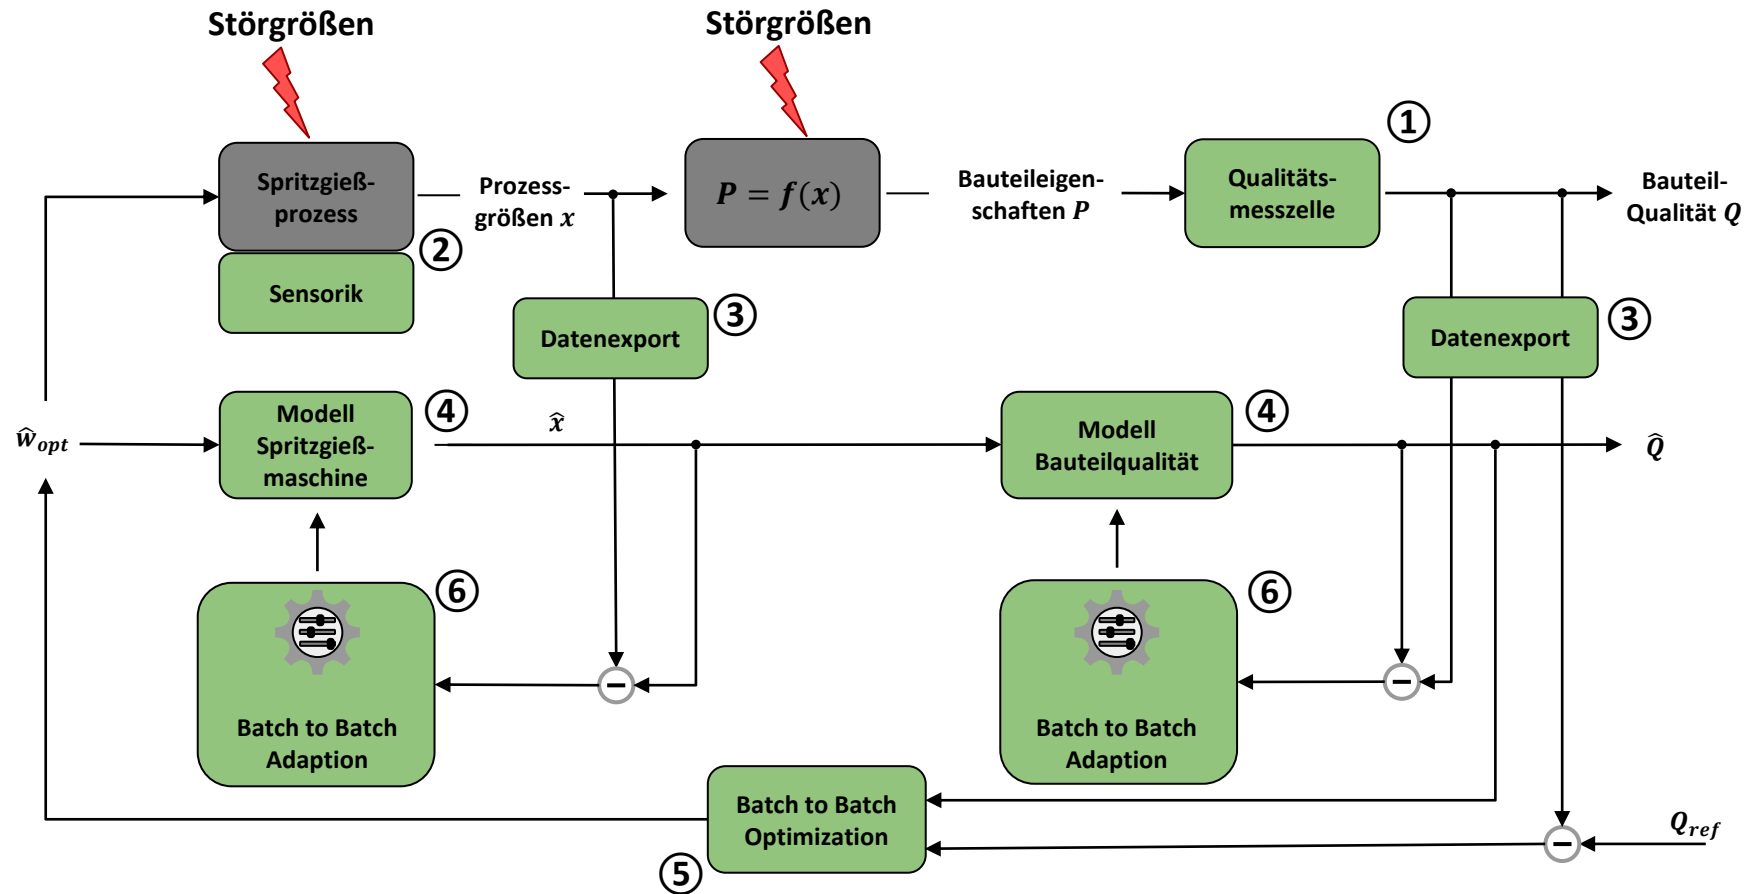 Störgrößen
Störgrößen
①
Spritzgieß-
prozess
Prozess-
größen x
P = f(x)
Bauteileigen-
schaften P
Qualitäts-
messzelle
Bauteil-
Qualität Q
②
Sensorik
Datenexport
③
Datenexport
③
ŵ_opt
Modell
Spritzgieß-
maschine
④
x̂
Modell
Bauteilqualität
④
Q̂
⑥
Batch to Batch
Adaption
−
⑥
Batch to Batch
Adaption
−
Batch to Batch
Optimization
⑤
−
Q_ref